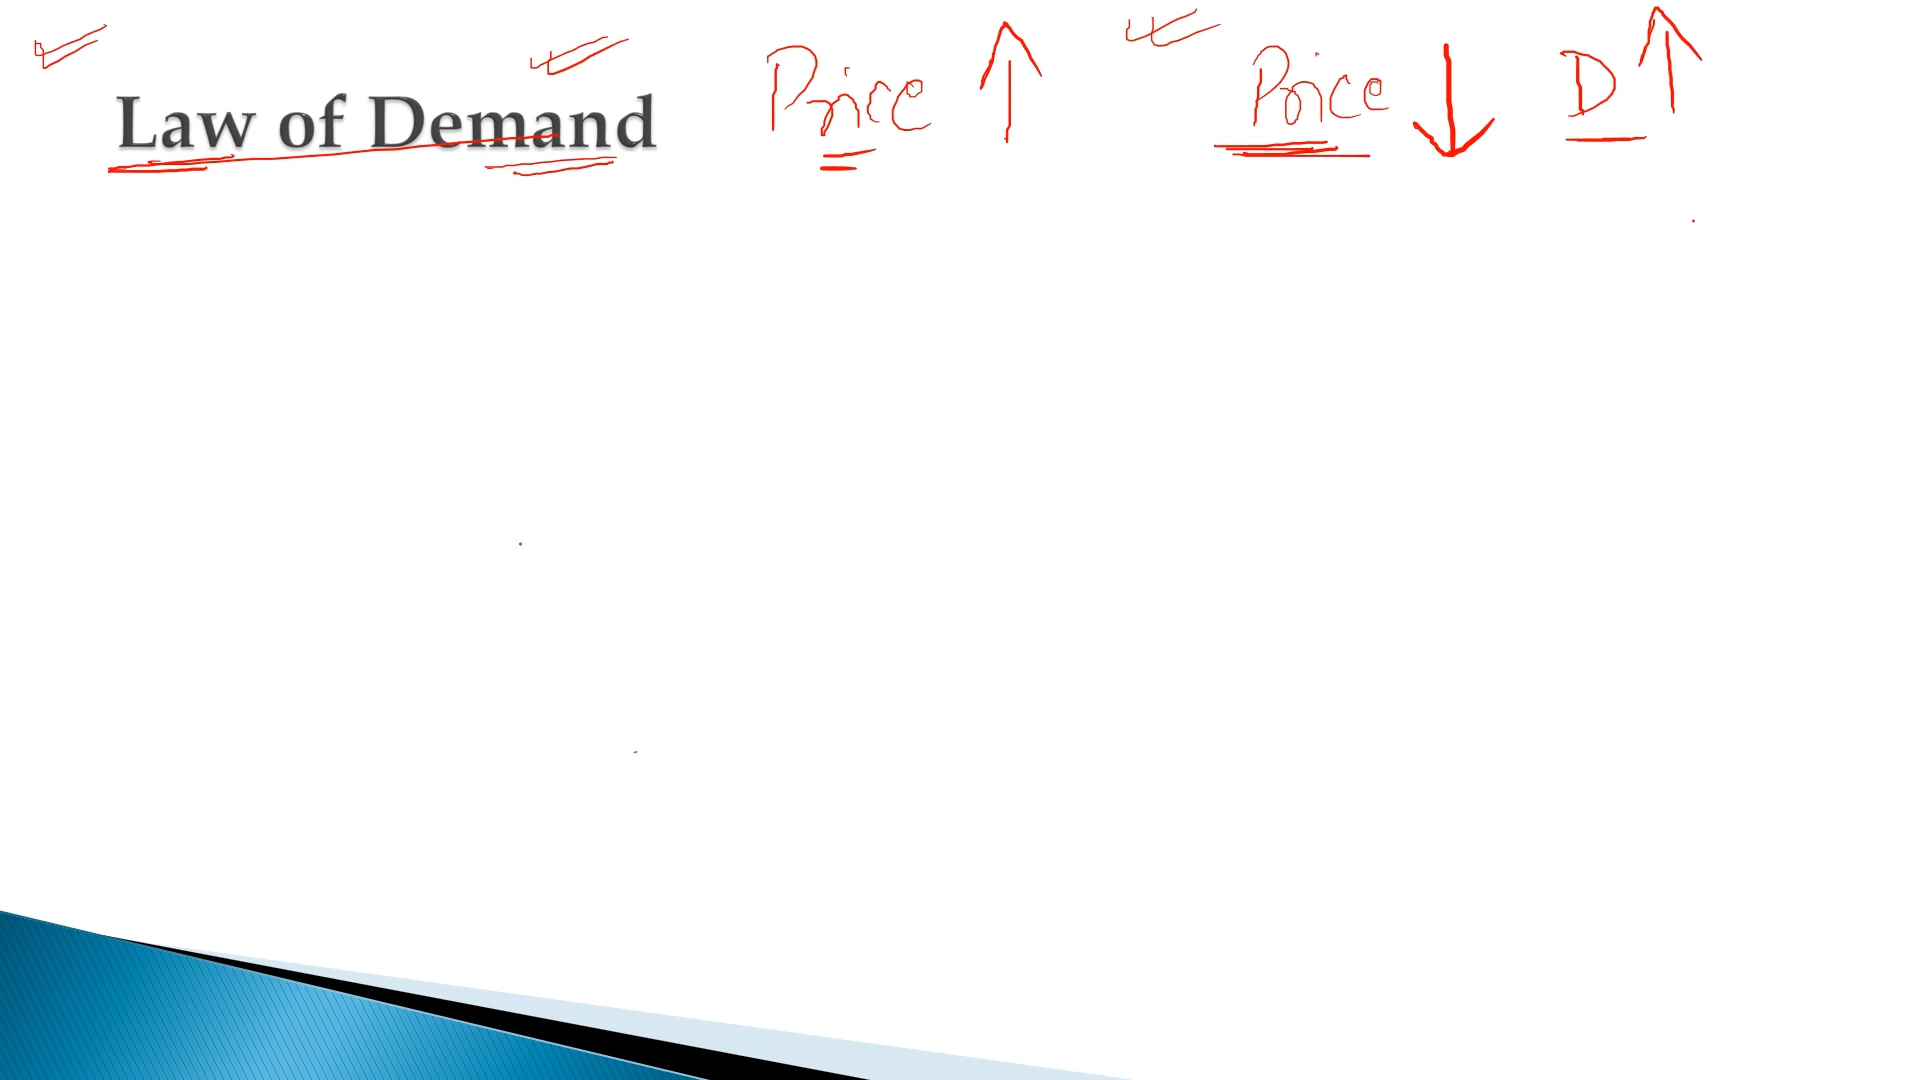 Law of Demand Price ↑ Price ↓ D ↑